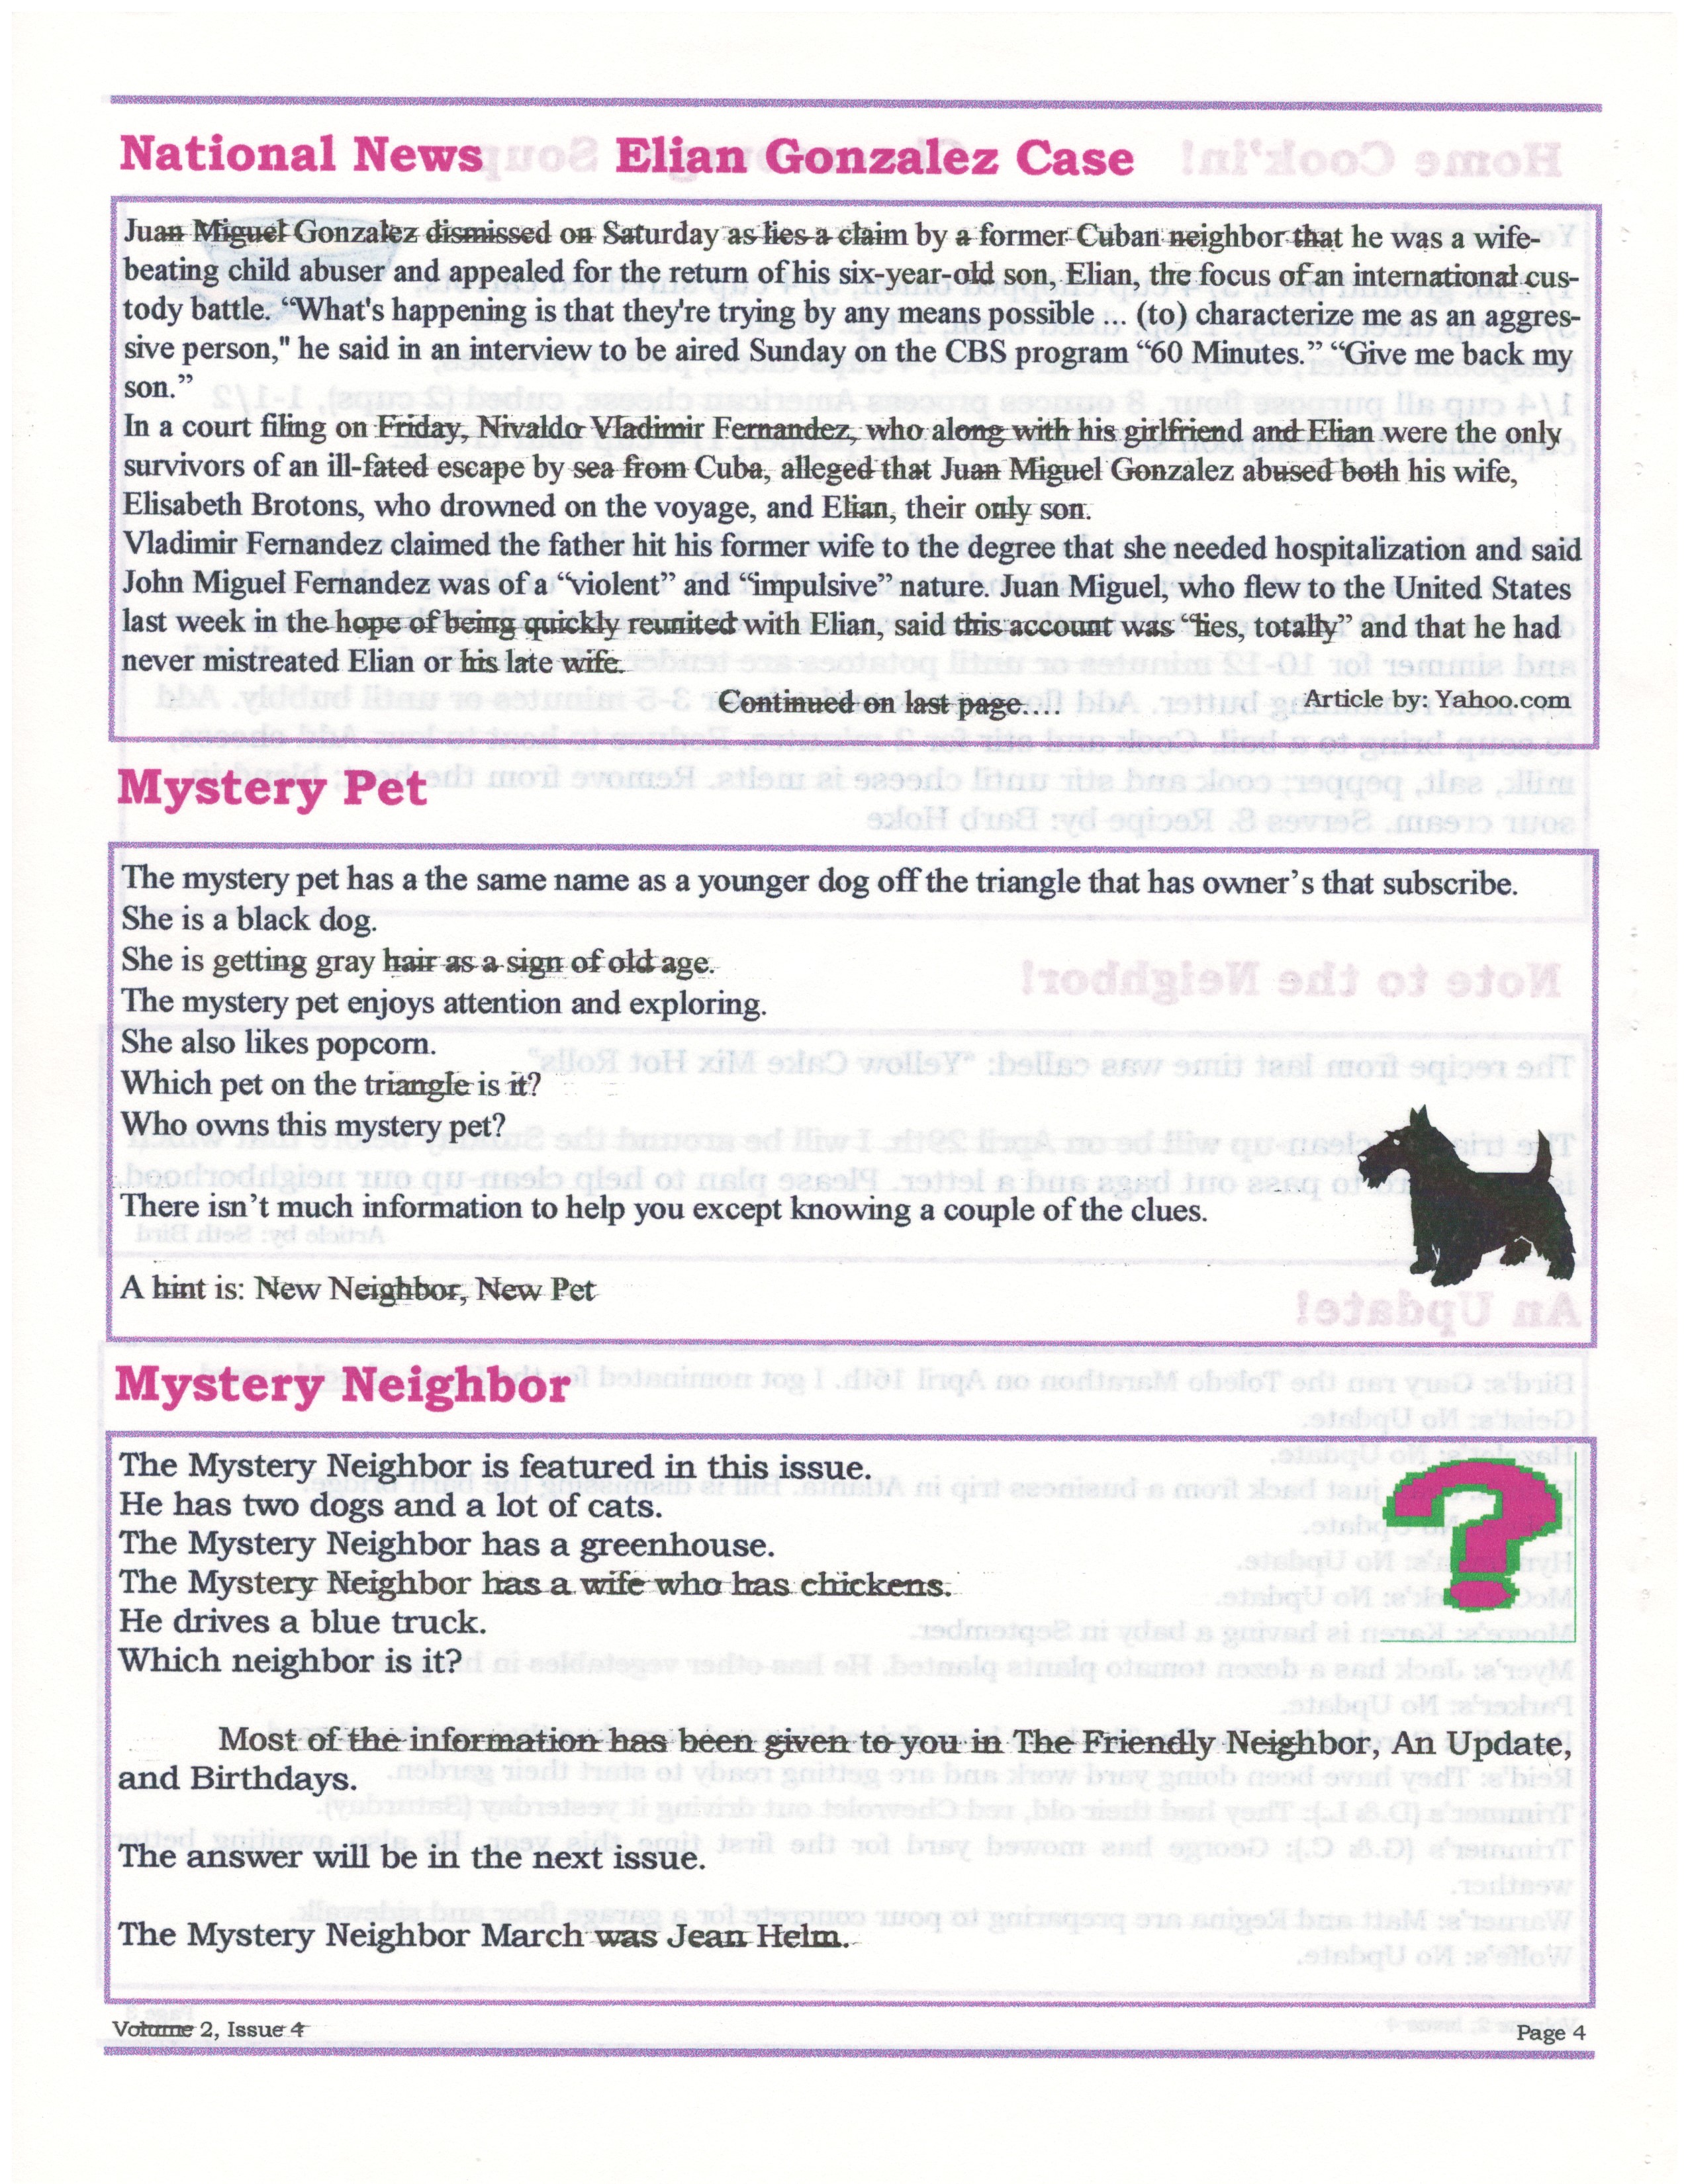 National News Elian Gonzalez Case
Juan Miguel Gonzalez dismissed on Saturday as lies a claim by a former Cuban neighbor that he was a wife-
beating child abuser and appealed for the return of his six-year-old son, Elian, the focus of an international cus-
tody battle. “What's happening is that they're trying by any means possible... (to) characterize me as an aggres-
sive person," he said in an interview to be aired Sunday on the CBS program “60 Minutes.” “Give me back my
son.”
In a court filing on Friday, Nivaldo Vladimir Fernandez, who along with his girlfriend and Elian were the only
survivors of an ill-fated escape by sea from Cuba, alleged that Juan Miguel Gonzalez abused both his wife,
Elisabeth Brotons, who drowned on the voyage, and Elian, their only son.
Vladimir Fernandez claimed the father hit his former wife to the degree that she needed hospitalization and said
John Miguel Fernandez was of a “violent” and “impulsive” nature. Juan Miguel, who flew to the United States
last week in the hope of being quickly reunited with Elian, said this account was “lies, totally” and that he had
never mistreated Elian or his late wife.
Continued on last page.... Article by: Yahoo.com
Mystery Pet
The mystery pet has a the same name as a younger dog off the triangle that has owner’s that subscribe.
She is a black dog.
She is getting gray hair as a sign of old age.
The mystery pet enjoys attention and exploring.
She also likes popcorn.
Which pet on the triangle is it?
Who owns this mystery pet?
There isn’t much information to help you except knowing a couple of the clues.
A hint is: New Neighbor, New Pet
Mystery Neighbor
The Mystery Neighbor is featured in this issue.
He has two dogs and a lot of cats.
The Mystery Neighbor has a greenhouse.
The Mystery Neighbor has a wife who has chickens.
He drives a blue truck.
Which neighbor is it?
Most of the information has been given to you in The Friendly Neighbor, An Update,
and Birthdays.
The answer will be in the next issue.
The Mystery Neighbor March was Jean Helm.
Volume 2, Issue 4 Page 4